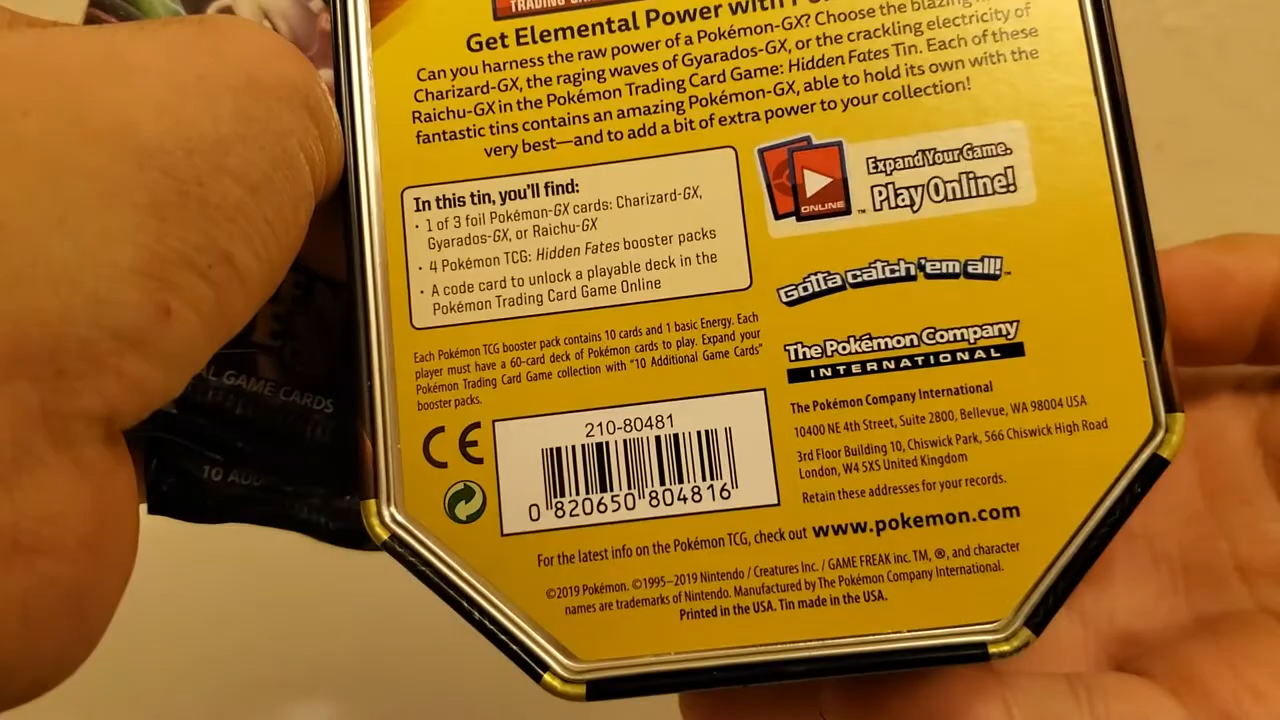 TRADING CA
Get Elemental Power with
Can you harness the raw power of a Pokémon-GX? Choose the blazing
Charizard-GX, the raging waves of Gyarados-GX, or the crackling electricity of
Raichu-GX in the Pokémon Trading Card Game: Hidden Fates Tin. Each of these
fantastic tins contains an amazing Pokémon-GX, able to hold its own with the
very best—and to add a bit of extra power to your collection!
In this tin, you'll find:
• 1 of 3 foil Pokémon-GX cards: Charizard-GX,
Gyarados-GX, or Raichu-GX
• 4 Pokémon TCG: Hidden Fates booster packs
• A code card to unlock a playable deck in the
Pokémon Trading Card Game Online
ONLINE
™
Expand Your Game.
Play Online!
Gotta catch 'em all!™
Each Pokémon TCG booster pack contains 10 cards and 1 basic Energy. Each
player must have a 60-card deck of Pokémon cards to play. Expand your
Pokémon Trading Card Game collection with "10 Additional Game Cards"
booster packs.
The Pokémon Company
INTERNATIONAL
CE
210-80481
0 820650 804816
The Pokémon Company International
10400 NE 4th Street, Suite 2800, Bellevue, WA 98004 USA
3rd Floor Building 10, Chiswick Park, 566 Chiswick High Road
London, W4 5XS United Kingdom
Retain these addresses for your records.
For the latest info on the Pokémon TCG, check out www.pokemon.com
©2019 Pokémon. ©1995–2019 Nintendo / Creatures Inc. / GAME FREAK inc. TM, ®, and character
names are trademarks of Nintendo. Manufactured by The Pokémon Company International.
Printed in the USA. Tin made in the USA.
AL GAME CARDS
10 ADD